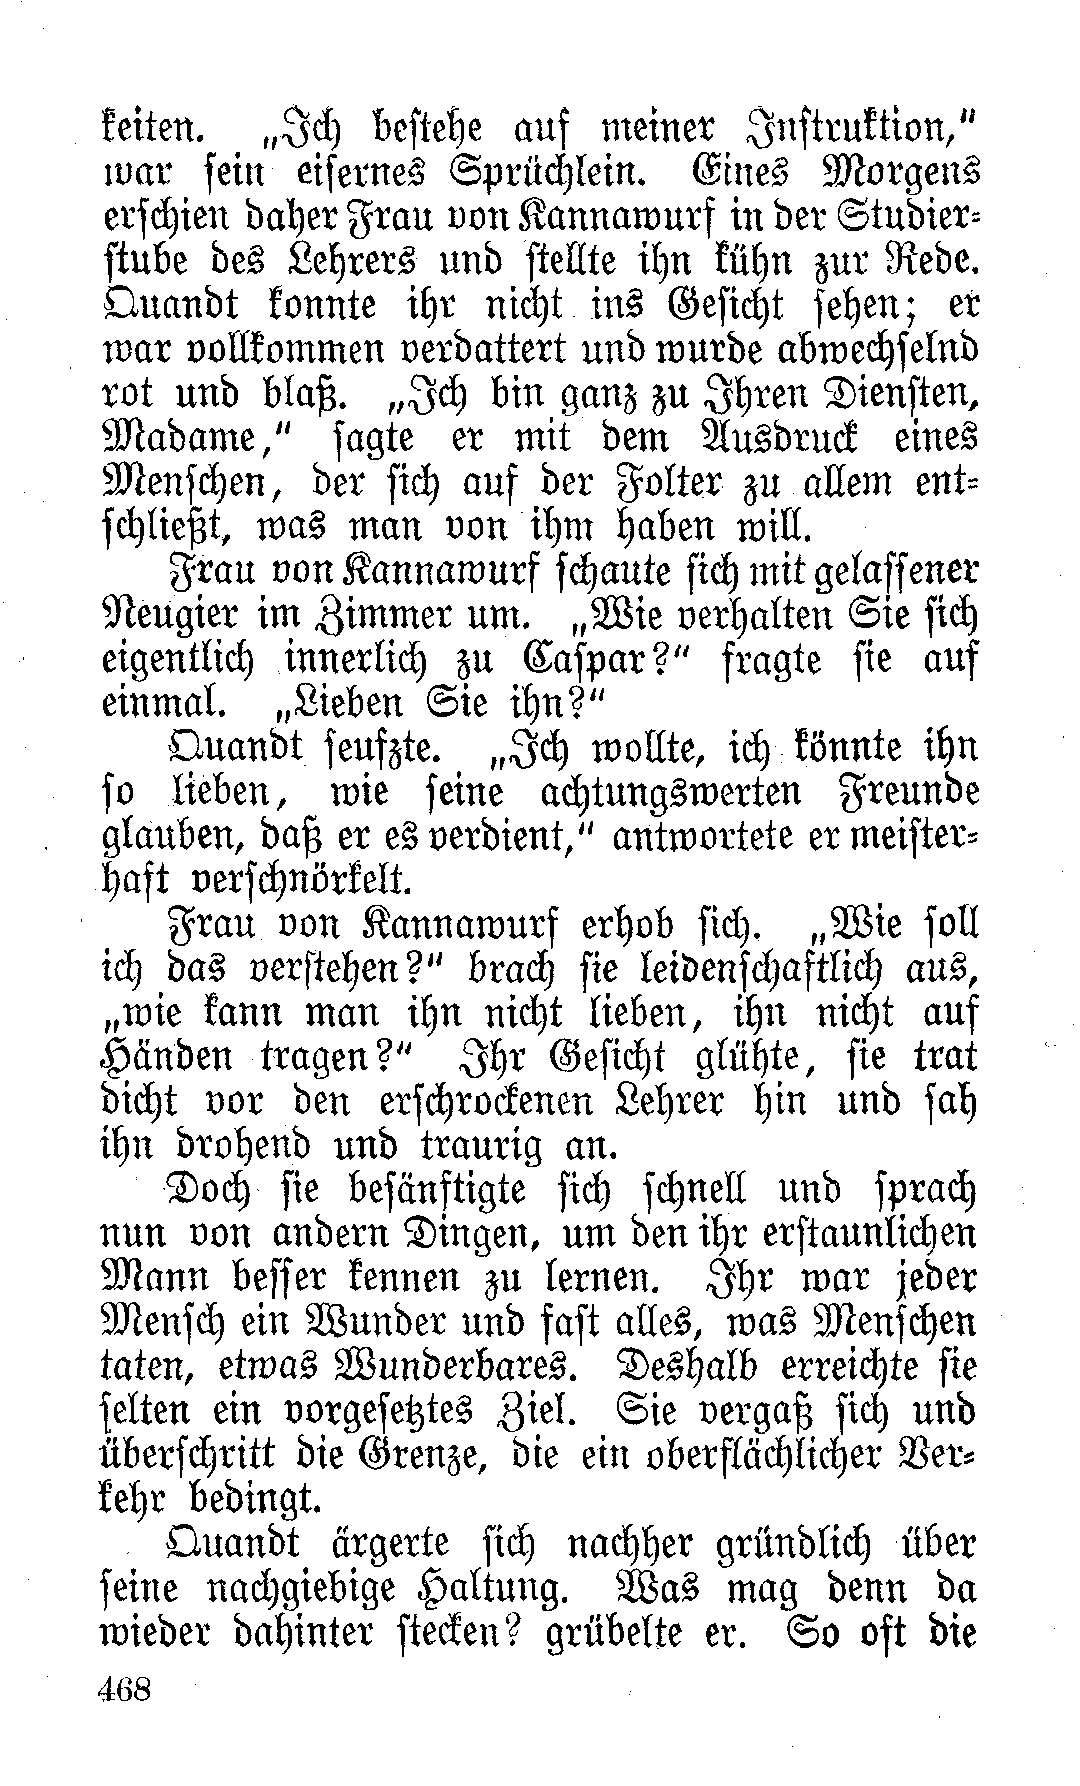 keiten. „Ich bestehe auf meiner Instruktion,“
war sein eisernes Sprüchlein. Eines Morgens
erschien daher Frau von Kannawurf in der Studier-
stube des Lehrers und stellte ihn kühn zur Rede.
Quandt konnte ihr nicht ins Gesicht sehen; er
war vollkommen verdattert und wurde abwechselnd
rot und blaß. „Ich bin ganz zu Ihren Diensten,
Madame,“ sagte er mit dem Ausdruck eines
Menschen, der sich auf der Folter zu allem ent-
schließt, was man von ihm haben will.
Frau von Kannawurf schaute sich mit gelassener
Neugier im Zimmer um. „Wie verhalten Sie sich
eigentlich innerlich zu Caspar?“ fragte sie auf
einmal. „Lieben Sie ihn?“
Quandt seufzte. „Ich wollte, ich könnte ihn
so lieben, wie seine achtungswerten Freunde
glauben, daß er es verdient,“ antwortete er meister-
haft verschnörkelt.
Frau von Kannawurf erhob sich. „Wie soll
ich das verstehen?“ brach sie leidenschaftlich aus,
„wie kann man ihn nicht lieben, ihn nicht auf
Händen tragen?“ Ihr Gesicht glühte, sie trat
dicht vor den erschrockenen Lehrer hin und sah
ihn drohend und traurig an.
Doch sie besänftigte sich schnell und sprach
nun von andern Dingen, um den ihr erstaunlichen
Mann besser kennen zu lernen. Ihr war jeder
Mensch ein Wunder und fast alles, was Menschen
taten, etwas Wunderbares. Deshalb erreichte sie
selten ein vorgesetztes Ziel. Sie vergaß sich und
überschritt die Grenze, die ein oberflächlicher Ver-
kehr bedingt.
Quandt ärgerte sich nachher gründlich über
seine nachgiebige Haltung. Was mag denn da
wieder dahinter stecken? grübelte er. So oft die
468